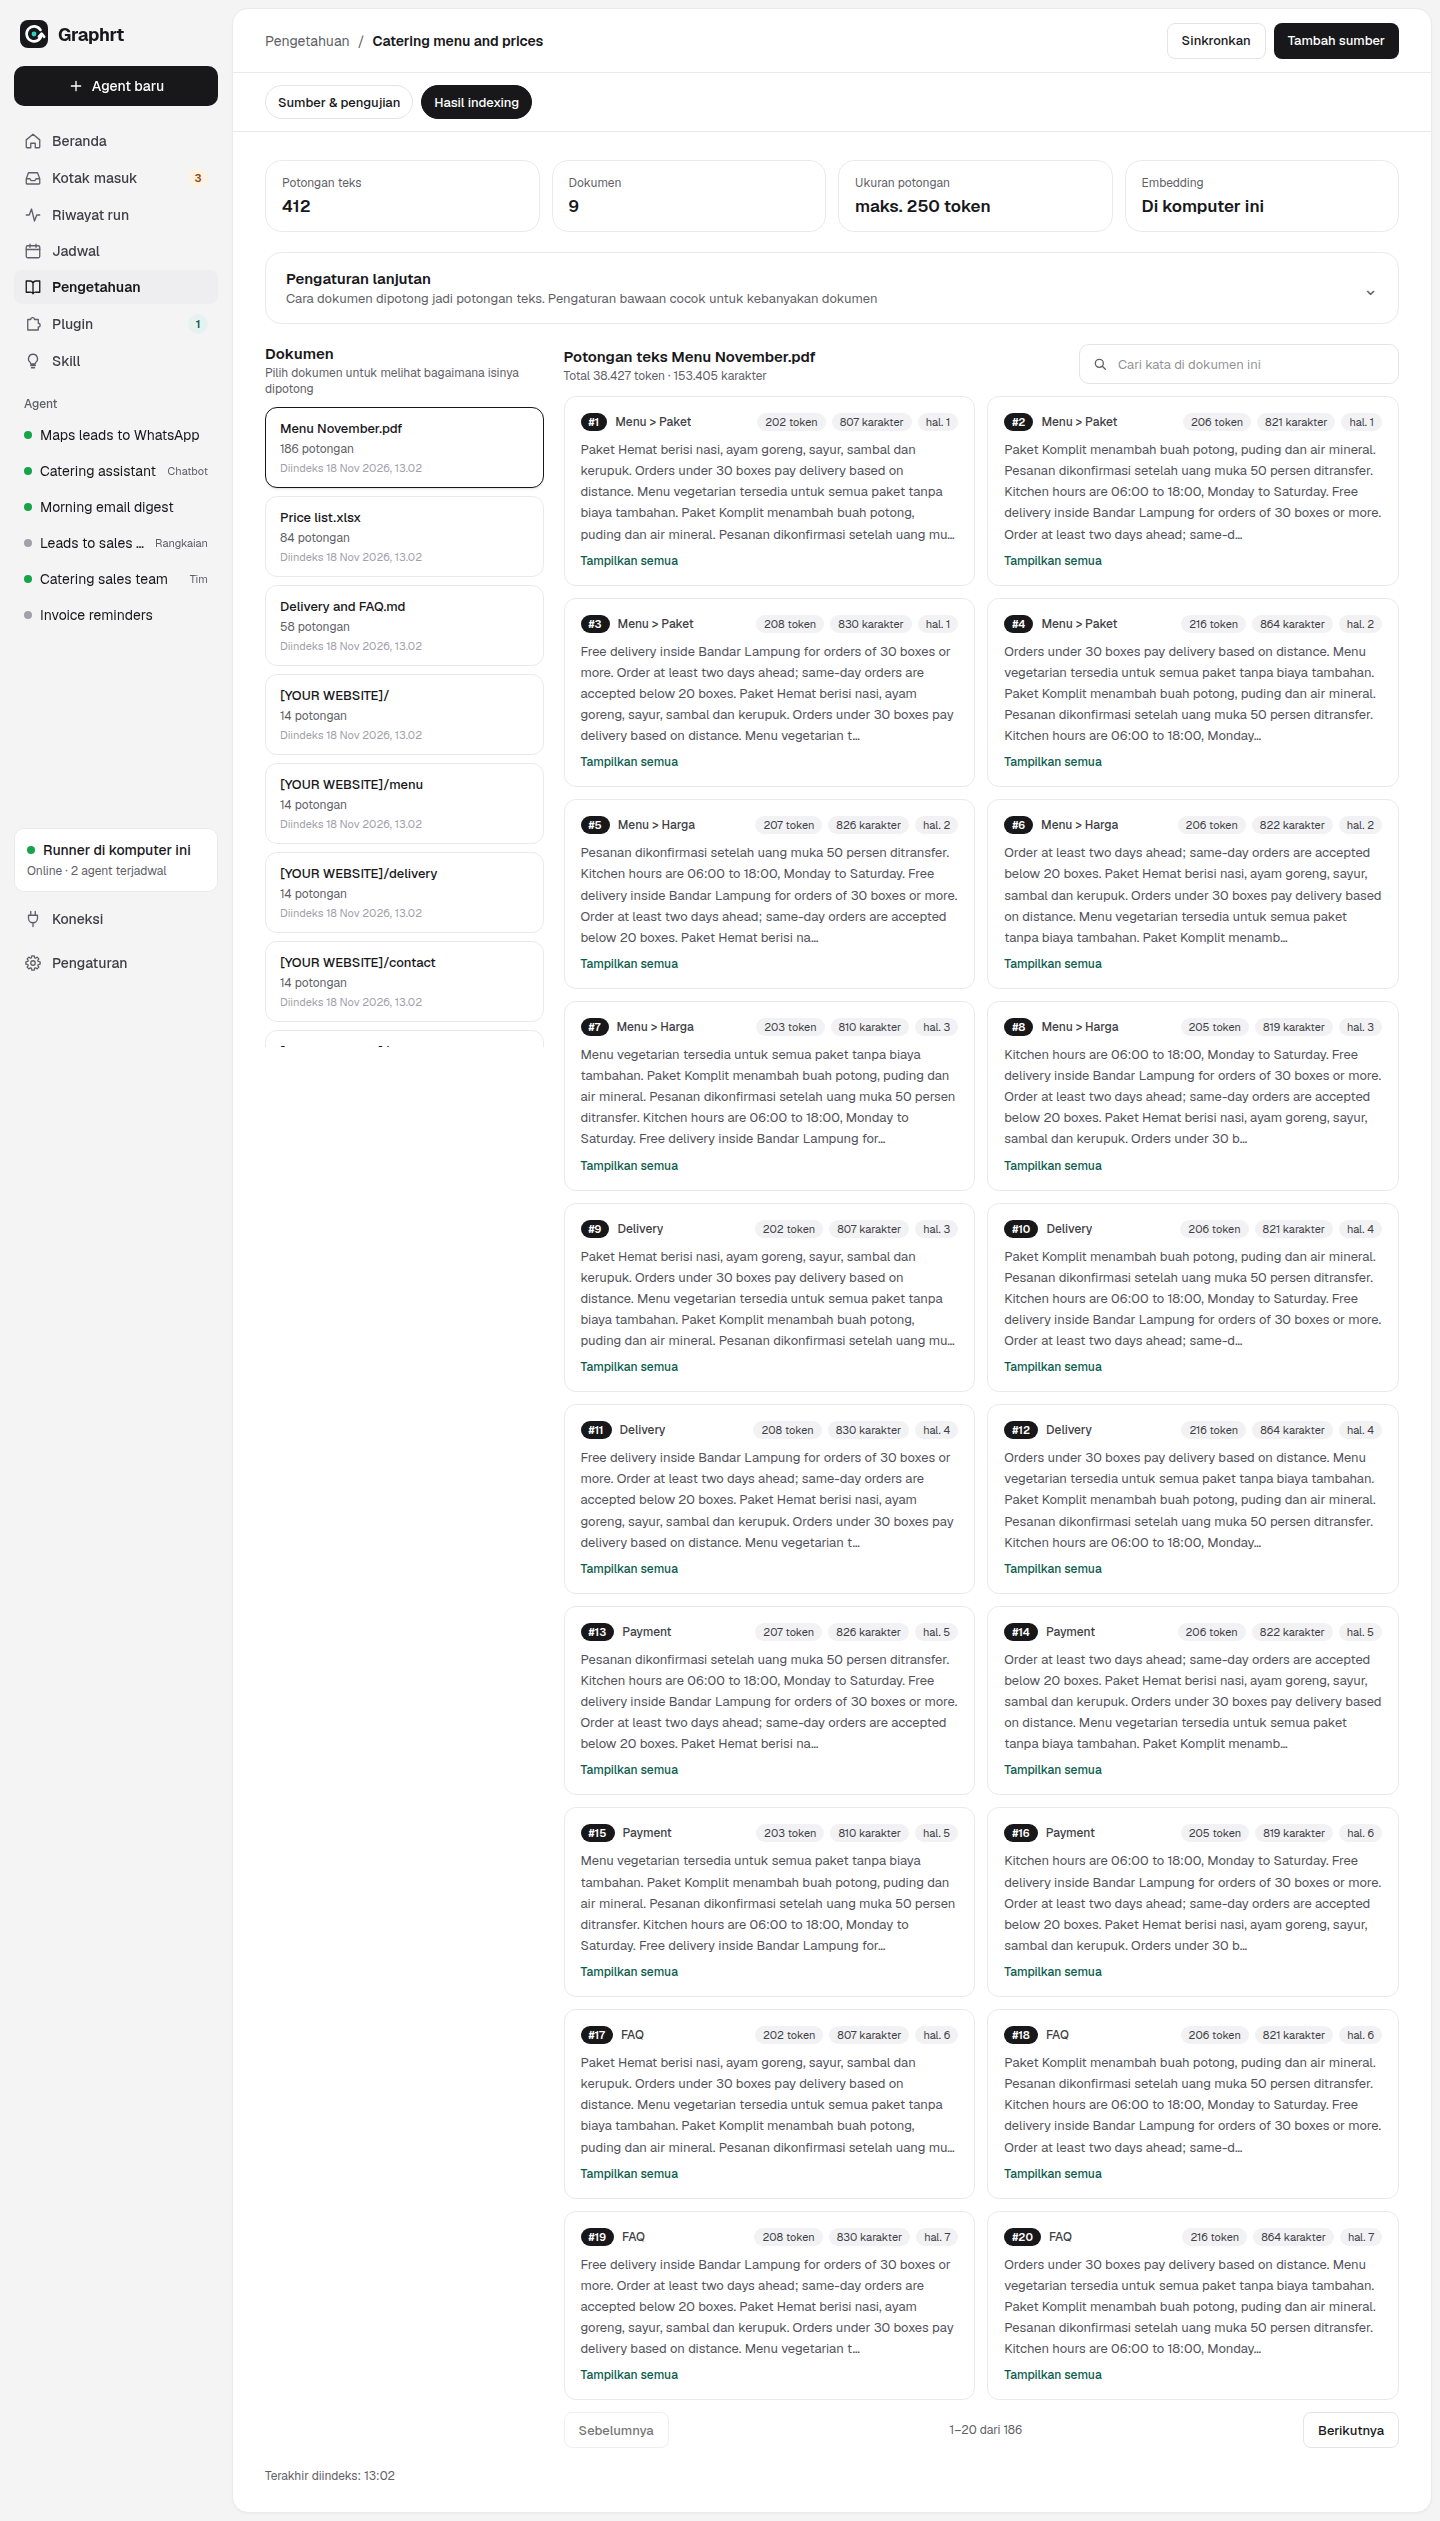 Graphrt
Agent baru
Beranda
Kotak masuk 3
Riwayat run
Jadwal
Pengetahuan
Plugin 1
Skill
Agent
Maps leads to WhatsApp
Catering assistant Chatbot
Morning email digest
Leads to sales ... Rangkaian
Catering sales team Tim
Invoice reminders
Runner di komputer ini
Online · 2 agent terjadwal
Koneksi
Pengaturan
Pengetahuan / Catering menu and prices
Sinkronkan
Tambah sumber
Sumber & pengujian
Hasil indexing
Potongan teks
412
Dokumen
9
Ukuran potongan
maks. 250 token
Embedding
Di komputer ini
Pengaturan lanjutan
Cara dokumen dipotong jadi potongan teks. Pengaturan bawaan cocok untuk kebanyakan dokumen
Dokumen
Pilih dokumen untuk melihat bagaimana isinya
dipotong
Menu November.pdf
186 potongan
Diindeks 18 Nov 2026, 13.02
Price list.xlsx
84 potongan
Diindeks 18 Nov 2026, 13.02
Delivery and FAQ.md
58 potongan
Diindeks 18 Nov 2026, 13.02
[YOUR WEBSITE]/
14 potongan
Diindeks 18 Nov 2026, 13.02
[YOUR WEBSITE]/menu
14 potongan
Diindeks 18 Nov 2026, 13.02
[YOUR WEBSITE]/delivery
14 potongan
Diindeks 18 Nov 2026, 13.02
[YOUR WEBSITE]/contact
14 potongan
Diindeks 18 Nov 2026, 13.02
Potongan teks Menu November.pdf
Total 38.427 token · 153.405 karakter
Cari kata di dokumen ini
#1 Menu > Paket 202 token 807 karakter hal. 1
Paket Hemat berisi nasi, ayam goreng, sayur, sambal dan
kerupuk. Orders under 30 boxes pay delivery based on
distance. Menu vegetarian tersedia untuk semua paket tanpa
biaya tambahan. Paket Komplit menambah buah potong,
puding dan air mineral. Pesanan dikonfirmasi setelah uang mu...
Tampilkan semua
#2 Menu > Paket 206 token 821 karakter hal. 1
Paket Komplit menambah buah potong, puding dan air mineral.
Pesanan dikonfirmasi setelah uang muka 50 persen ditransfer.
Kitchen hours are 06:00 to 18:00, Monday to Saturday. Free
delivery inside Bandar Lampung for orders of 30 boxes or more.
Order at least two days ahead; same-d...
Tampilkan semua
#3 Menu > Paket 208 token 830 karakter hal. 1
Free delivery inside Bandar Lampung for orders of 30 boxes or
more. Order at least two days ahead; same-day orders are
accepted below 20 boxes. Paket Hemat berisi nasi, ayam
goreng, sayur, sambal dan kerupuk. Orders under 30 boxes pay
delivery based on distance. Menu vegetarian t...
Tampilkan semua
#4 Menu > Paket 216 token 864 karakter hal. 2
Orders under 30 boxes pay delivery based on distance. Menu
vegetarian tersedia untuk semua paket tanpa biaya tambahan.
Paket Komplit menambah buah potong, puding dan air mineral.
Pesanan dikonfirmasi setelah uang muka 50 persen ditransfer.
Kitchen hours are 06:00 to 18:00, Monday...
Tampilkan semua
#5 Menu > Harga 207 token 826 karakter hal. 2
Pesanan dikonfirmasi setelah uang muka 50 persen ditransfer.
Kitchen hours are 06:00 to 18:00, Monday to Saturday. Free
delivery inside Bandar Lampung for orders of 30 boxes or more.
Order at least two days ahead; same-day orders are accepted
below 20 boxes. Paket Hemat berisi na...
Tampilkan semua
#6 Menu > Harga 206 token 822 karakter hal. 2
Order at least two days ahead; same-day orders are accepted
below 20 boxes. Paket Hemat berisi nasi, ayam goreng, sayur,
sambal dan kerupuk. Orders under 30 boxes pay delivery based
on distance. Menu vegetarian tersedia untuk semua paket
tanpa biaya tambahan. Paket Komplit menamb...
Tampilkan semua
#7 Menu > Harga 203 token 810 karakter hal. 3
Menu vegetarian tersedia untuk semua paket tanpa biaya
tambahan. Paket Komplit menambah buah potong, puding dan
air mineral. Pesanan dikonfirmasi setelah uang muka 50 persen
ditransfer. Kitchen hours are 06:00 to 18:00, Monday to
Saturday. Free delivery inside Bandar Lampung for...
Tampilkan semua
#8 Menu > Harga 205 token 819 karakter hal. 3
Kitchen hours are 06:00 to 18:00, Monday to Saturday. Free
delivery inside Bandar Lampung for orders of 30 boxes or more.
Order at least two days ahead; same-day orders are accepted
below 20 boxes. Paket Hemat berisi nasi, ayam goreng, sayur,
sambal dan kerupuk. Orders under 30 b...
Tampilkan semua
#9 Delivery 202 token 807 karakter hal. 3
Paket Hemat berisi nasi, ayam goreng, sayur, sambal dan
kerupuk. Orders under 30 boxes pay delivery based on
distance. Menu vegetarian tersedia untuk semua paket tanpa
biaya tambahan. Paket Komplit menambah buah potong,
puding dan air mineral. Pesanan dikonfirmasi setelah uang mu...
Tampilkan semua
#10 Delivery 206 token 821 karakter hal. 4
Paket Komplit menambah buah potong, puding dan air mineral.
Pesanan dikonfirmasi setelah uang muka 50 persen ditransfer.
Kitchen hours are 06:00 to 18:00, Monday to Saturday. Free
delivery inside Bandar Lampung for orders of 30 boxes or more.
Order at least two days ahead; same-d...
Tampilkan semua
#11 Delivery 208 token 830 karakter hal. 4
Free delivery inside Bandar Lampung for orders of 30 boxes or
more. Order at least two days ahead; same-day orders are
accepted below 20 boxes. Paket Hemat berisi nasi, ayam
goreng, sayur, sambal dan kerupuk. Orders under 30 boxes pay
delivery based on distance. Menu vegetarian t...
Tampilkan semua
#12 Delivery 216 token 864 karakter hal. 4
Orders under 30 boxes pay delivery based on distance. Menu
vegetarian tersedia untuk semua paket tanpa biaya tambahan.
Paket Komplit menambah buah potong, puding dan air mineral.
Pesanan dikonfirmasi setelah uang muka 50 persen ditransfer.
Kitchen hours are 06:00 to 18:00, Monday...
Tampilkan semua
#13 Payment 207 token 826 karakter hal. 5
Pesanan dikonfirmasi setelah uang muka 50 persen ditransfer.
Kitchen hours are 06:00 to 18:00, Monday to Saturday. Free
delivery inside Bandar Lampung for orders of 30 boxes or more.
Order at least two days ahead; same-day orders are accepted
below 20 boxes. Paket Hemat berisi na...
Tampilkan semua
#14 Payment 206 token 822 karakter hal. 5
Order at least two days ahead; same-day orders are accepted
below 20 boxes. Paket Hemat berisi nasi, ayam goreng, sayur,
sambal dan kerupuk. Orders under 30 boxes pay delivery based
on distance. Menu vegetarian tersedia untuk semua paket
tanpa biaya tambahan. Paket Komplit menamb...
Tampilkan semua
#15 Payment 203 token 810 karakter hal. 5
Menu vegetarian tersedia untuk semua paket tanpa biaya
tambahan. Paket Komplit menambah buah potong, puding dan
air mineral. Pesanan dikonfirmasi setelah uang muka 50 persen
ditransfer. Kitchen hours are 06:00 to 18:00, Monday to
Saturday. Free delivery inside Bandar Lampung for...
Tampilkan semua
#16 Payment 205 token 819 karakter hal. 6
Kitchen hours are 06:00 to 18:00, Monday to Saturday. Free
delivery inside Bandar Lampung for orders of 30 boxes or more.
Order at least two days ahead; same-day orders are accepted
below 20 boxes. Paket Hemat berisi nasi, ayam goreng, sayur,
sambal dan kerupuk. Orders under 30 b...
Tampilkan semua
#17 FAQ 202 token 807 karakter hal. 6
Paket Hemat berisi nasi, ayam goreng, sayur, sambal dan
kerupuk. Orders under 30 boxes pay delivery based on
distance. Menu vegetarian tersedia untuk semua paket tanpa
biaya tambahan. Paket Komplit menambah buah potong,
puding dan air mineral. Pesanan dikonfirmasi setelah uang mu...
Tampilkan semua
#18 FAQ 206 token 821 karakter hal. 6
Paket Komplit menambah buah potong, puding dan air mineral.
Pesanan dikonfirmasi setelah uang muka 50 persen ditransfer.
Kitchen hours are 06:00 to 18:00, Monday to Saturday. Free
delivery inside Bandar Lampung for orders of 30 boxes or more.
Order at least two days ahead; same-d...
Tampilkan semua
#19 FAQ 208 token 830 karakter hal. 7
Free delivery inside Bandar Lampung for orders of 30 boxes or
more. Order at least two days ahead; same-day orders are
accepted below 20 boxes. Paket Hemat berisi nasi, ayam
goreng, sayur, sambal dan kerupuk. Orders under 30 boxes pay
delivery based on distance. Menu vegetarian t...
Tampilkan semua
#20 FAQ 216 token 864 karakter hal. 7
Orders under 30 boxes pay delivery based on distance. Menu
vegetarian tersedia untuk semua paket tanpa biaya tambahan.
Paket Komplit menambah buah potong, puding dan air mineral.
Pesanan dikonfirmasi setelah uang muka 50 persen ditransfer.
Kitchen hours are 06:00 to 18:00, Monday...
Tampilkan semua
Sebelumnya
1–20 dari 186
Berikutnya
Terakhir diindeks: 13:02